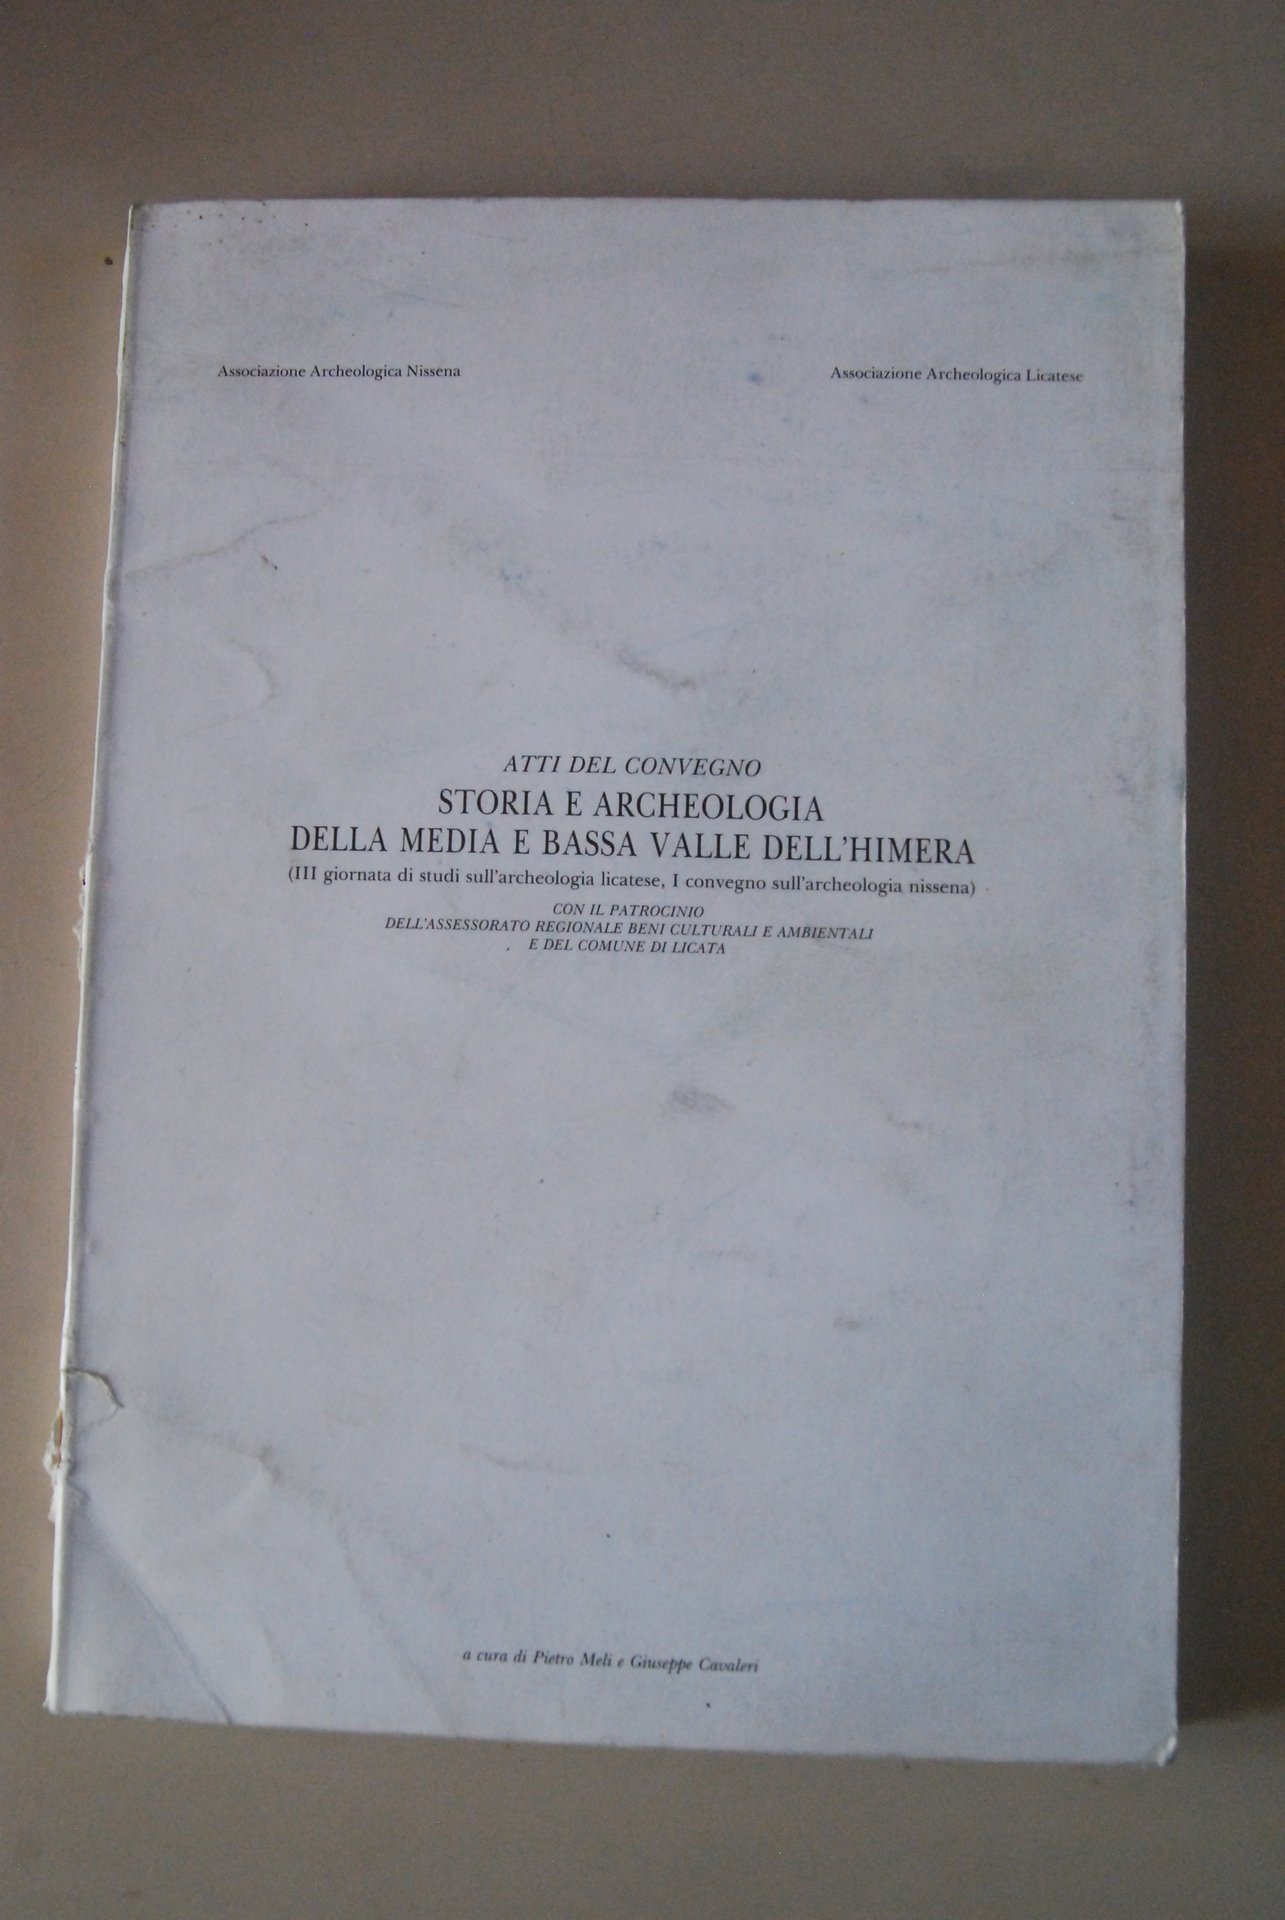 Associazione Archeologica Nissena
Associazione Archeologica Licatese
ATTI DEL CONVEGNO
STORIA E ARCHEOLOGIA
DELLA MEDIA E BASSA VALLE DELL'HIMERA
(III giornata di studi sull'archeologia licatese, I convegno sull'archeologia nissena)
CON IL PATROCINIO
DELL'ASSESSORATO REGIONALE BENI CULTURALI E AMBIENTALI
E DEL COMUNE DI LICATA
a cura di Pietro Meli e Giuseppe Cavaleri